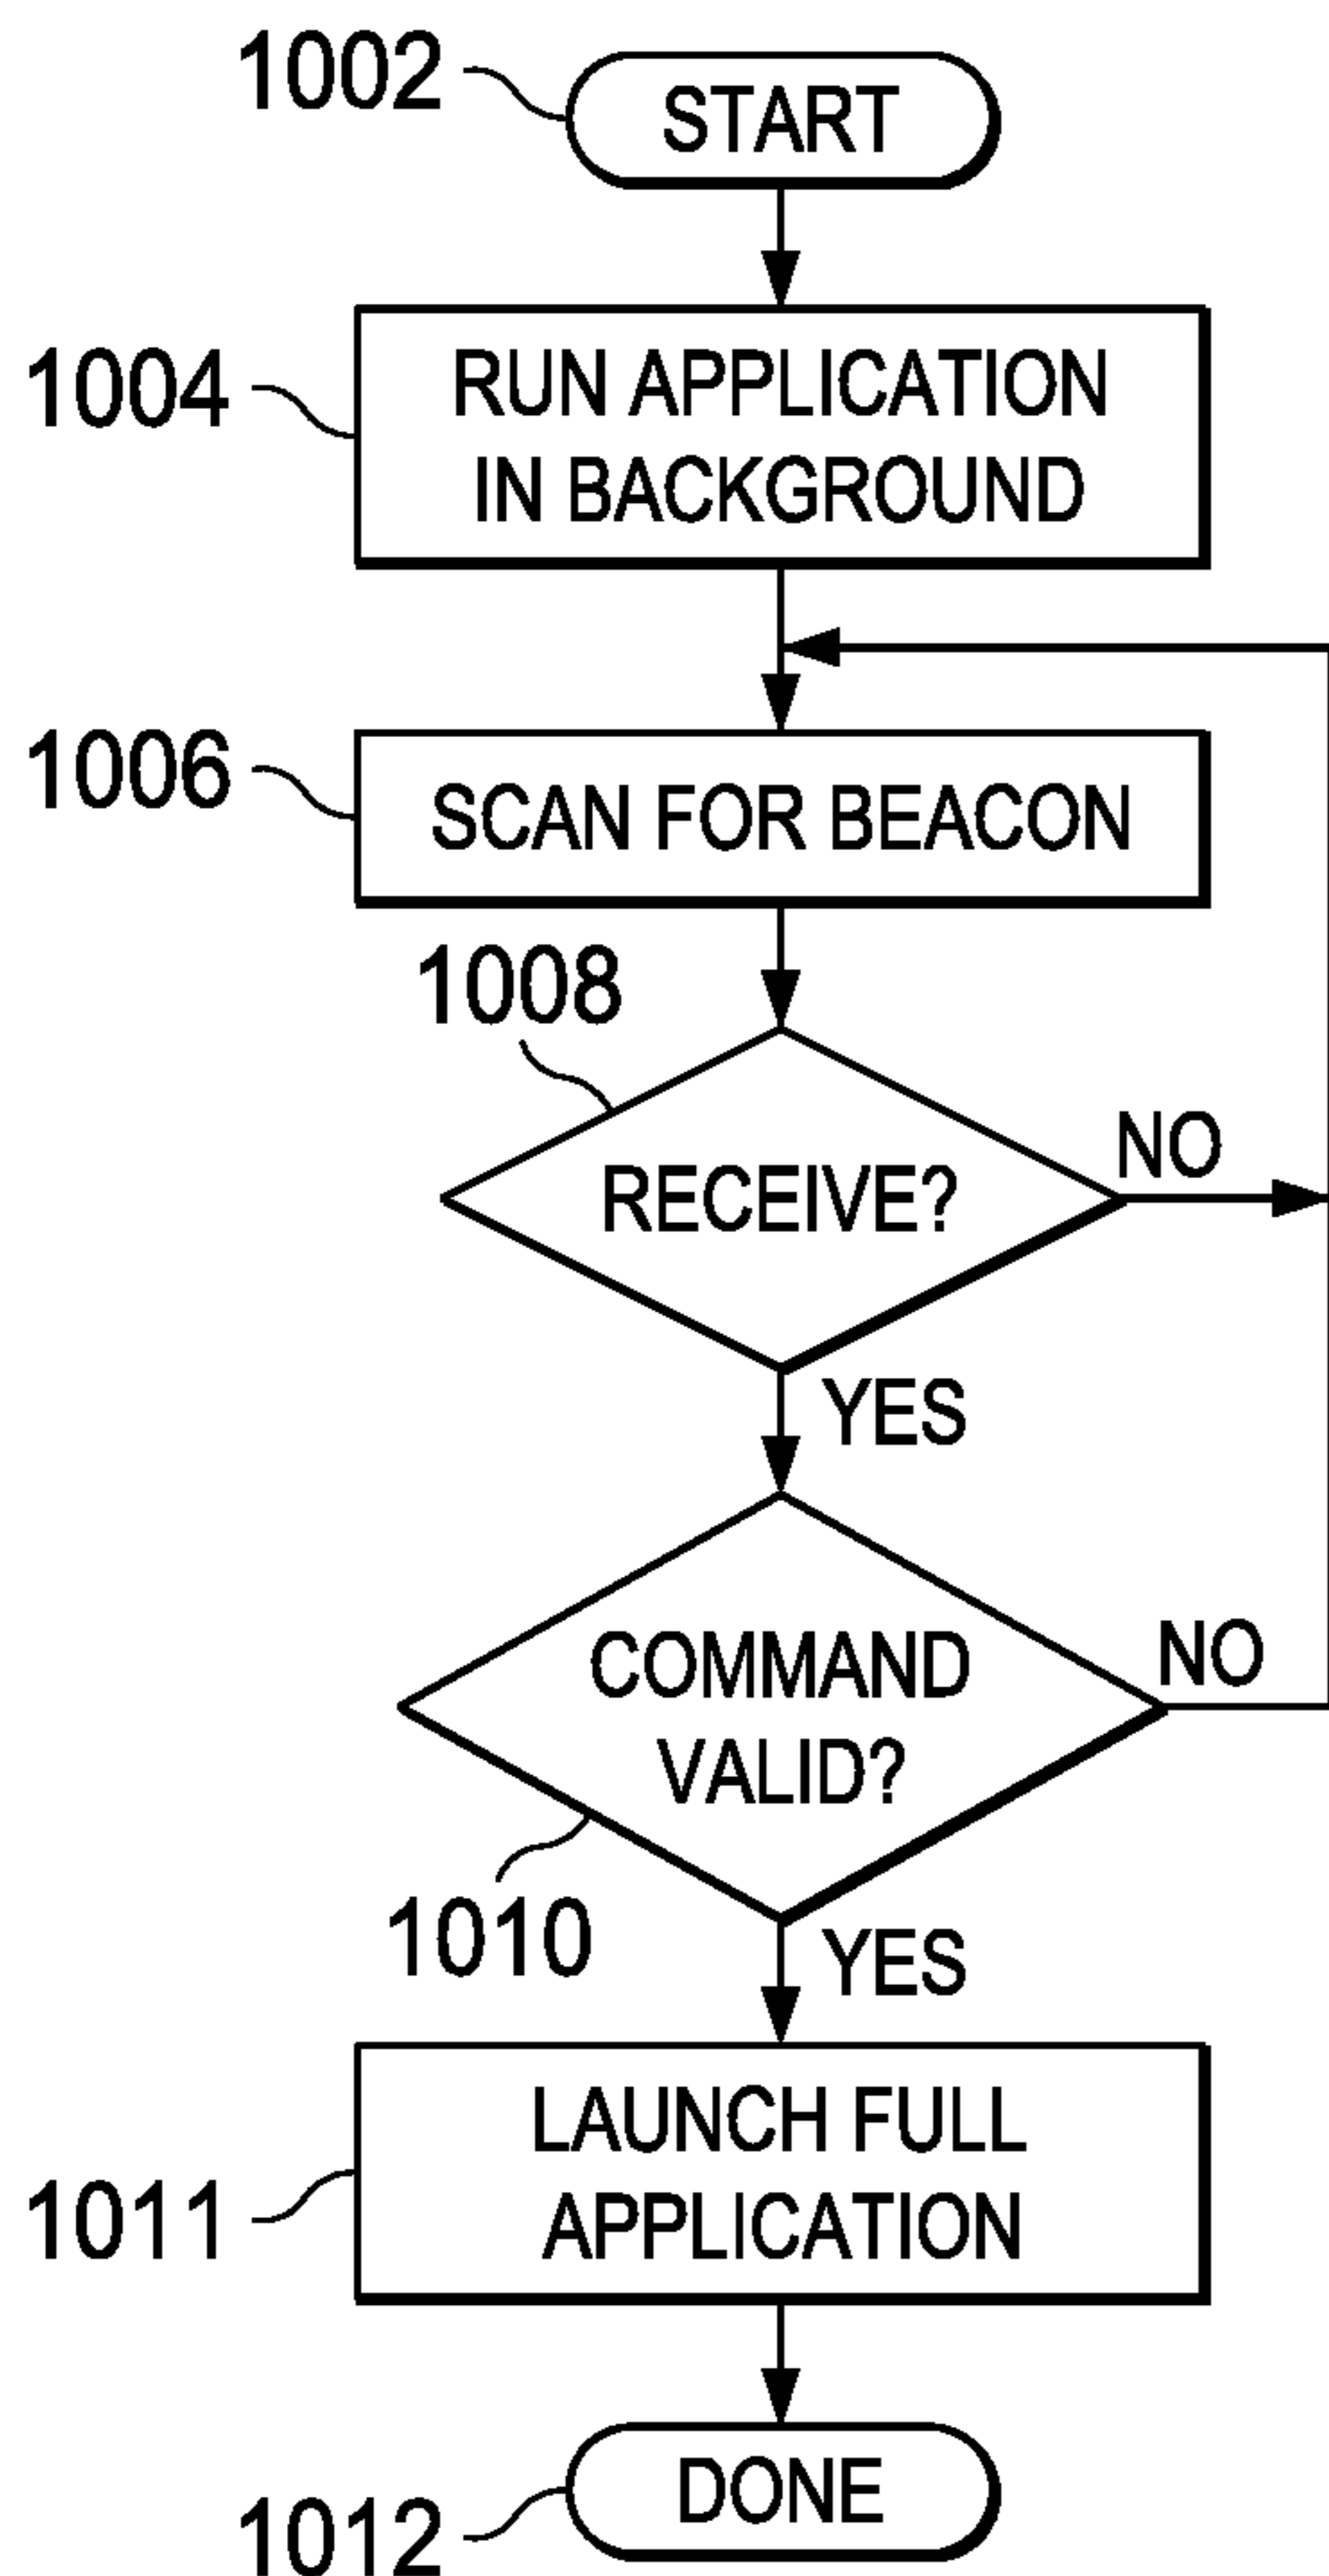 1002
START
1004
RUN APPLICATION
IN BACKGROUND
1006
SCAN FOR BEACON
1008
RECEIVE?
NO
YES
COMMAND
VALID?
NO
1010
YES
LAUNCH FULL
APPLICATION
1011
DONE
1012